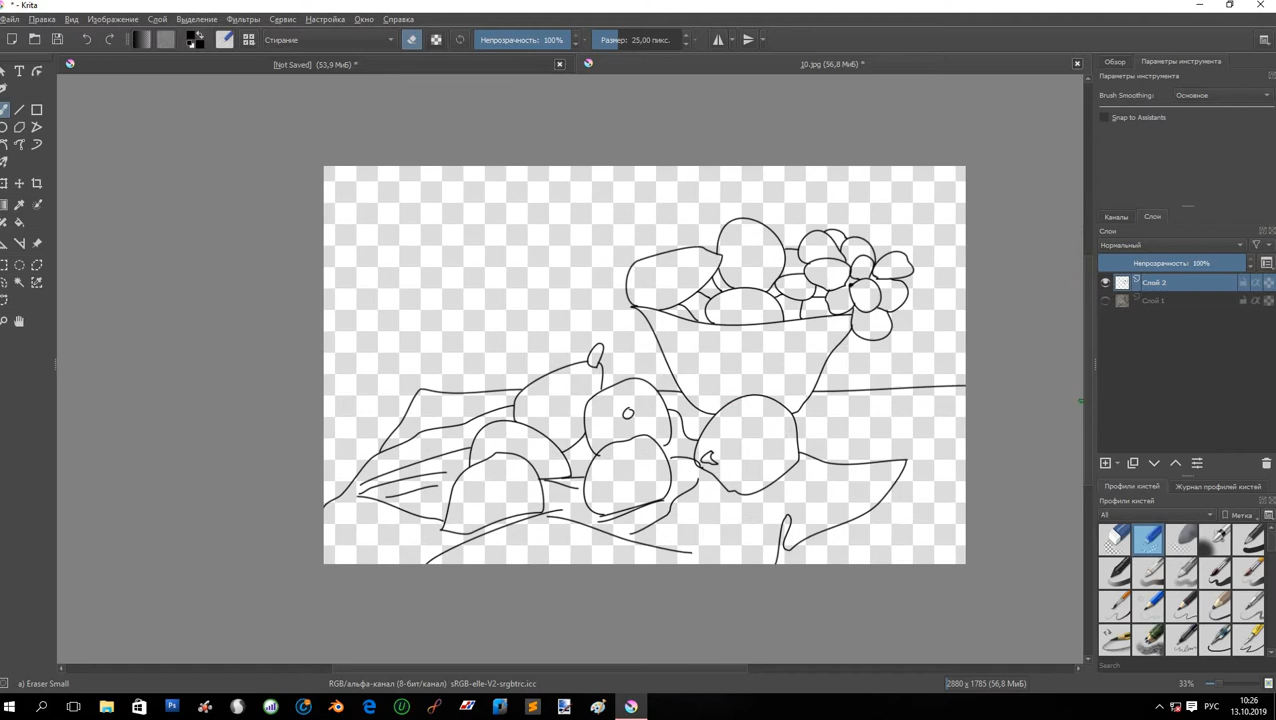 * - Krita
Файл Правка Вид Изображение Слой Выделение Фильтры Сервис Настройка Окно Справка
Стирание Непрозрачность: 100% Размер: 25,00 пикс.
[Not Saved] (53,9 МиБ) * 10.jpg (56,8 МиБ) *
Обзор Параметры инструмента
Параметры инструмента
Brush Smoothing: Основное
Snap to Assistants
Каналы Слои
Слои
Нормальный
Непрозрачность: 100%
Слой 2
Слой 1
Профили кистей Журнал профилей кистей
Профили кистей
All Метка
Search
a) Eraser Small RGB/альфа-канал (8-бит/канал) sRGB-elle-V2-srgbtrc.icc 2880 x 1785 (56,8 МиБ) 33%
РУС 10:26
13.10.2019